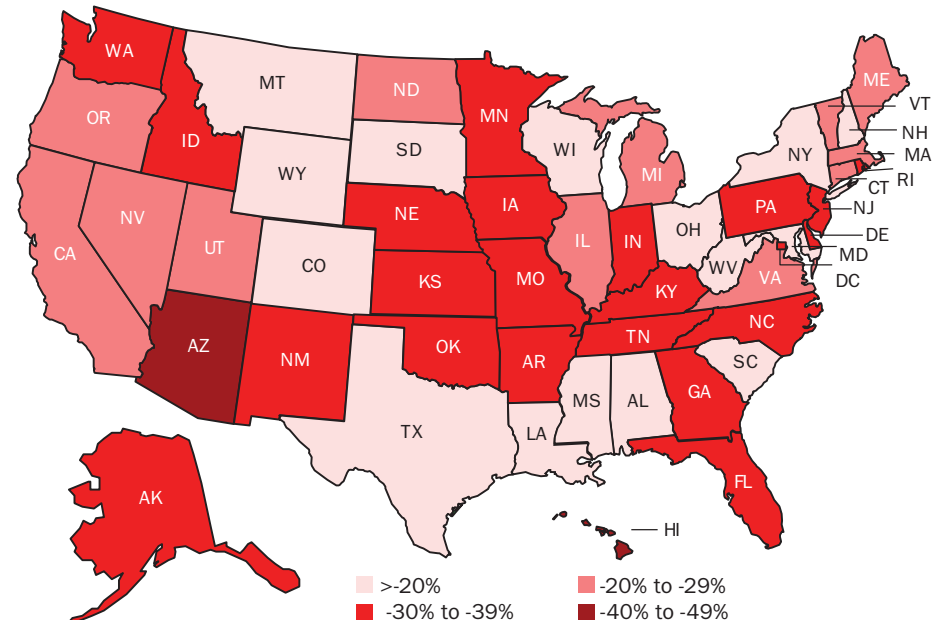 WA
MT
ND
MN
ME
VT
OR
ID
SD
WI
NH
WY
MI
NY
MA
RI
CT
NV
NE
IA
PA
NJ
UT
CO
IL
IN
OH
DE
CA
KS
MO
WV
VA
MD
KY
DC
AZ
NM
OK
AR
TN
NC
SC
TX
LA
MS
AL
GA
FL
AK
HI
>-20%
-20% to -29%
-30% to -39%
-40% to -49%